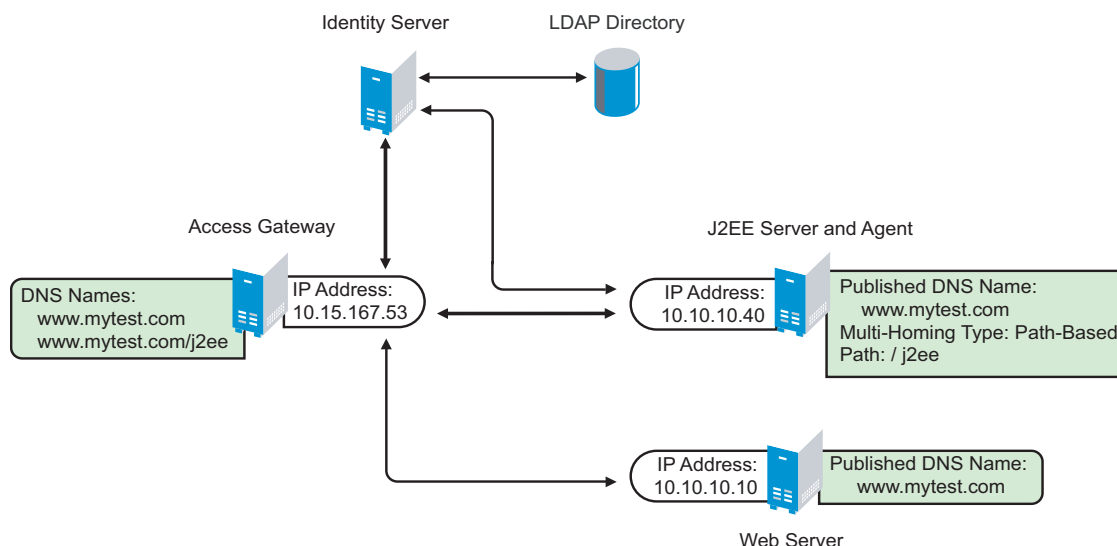 Identity Server
LDAP Directory
Access Gateway
J2EE Server and Agent
DNS Names:
www.mytest.com
www.mytest.com/j2ee
IP Address:
10.15.167.53
IP Address:
10.10.10.40
Published DNS Name:
www.mytest.com
Multi-Homing Type: Path-Based
Path: / j2ee
IP Address:
10.10.10.10
Published DNS Name:
www.mytest.com
Web Server